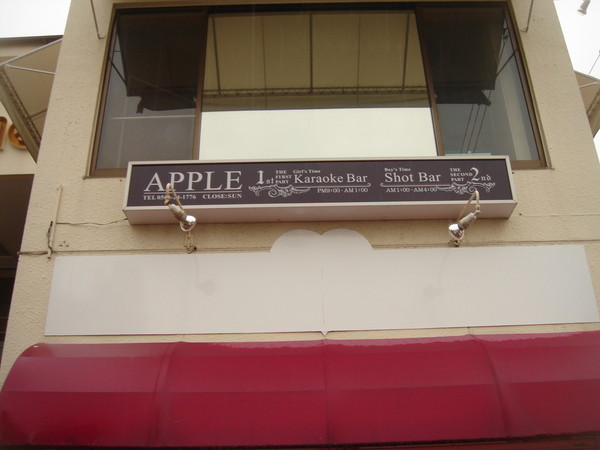 APPLE
CLOSE:SUN
1st THE FIRST PART
Girl's Time
Karaoke Bar
PM9:00-AM1:00
Boy's Time
Shot Bar
AM1:00-AM4:00
THE SECOND PART 2nd